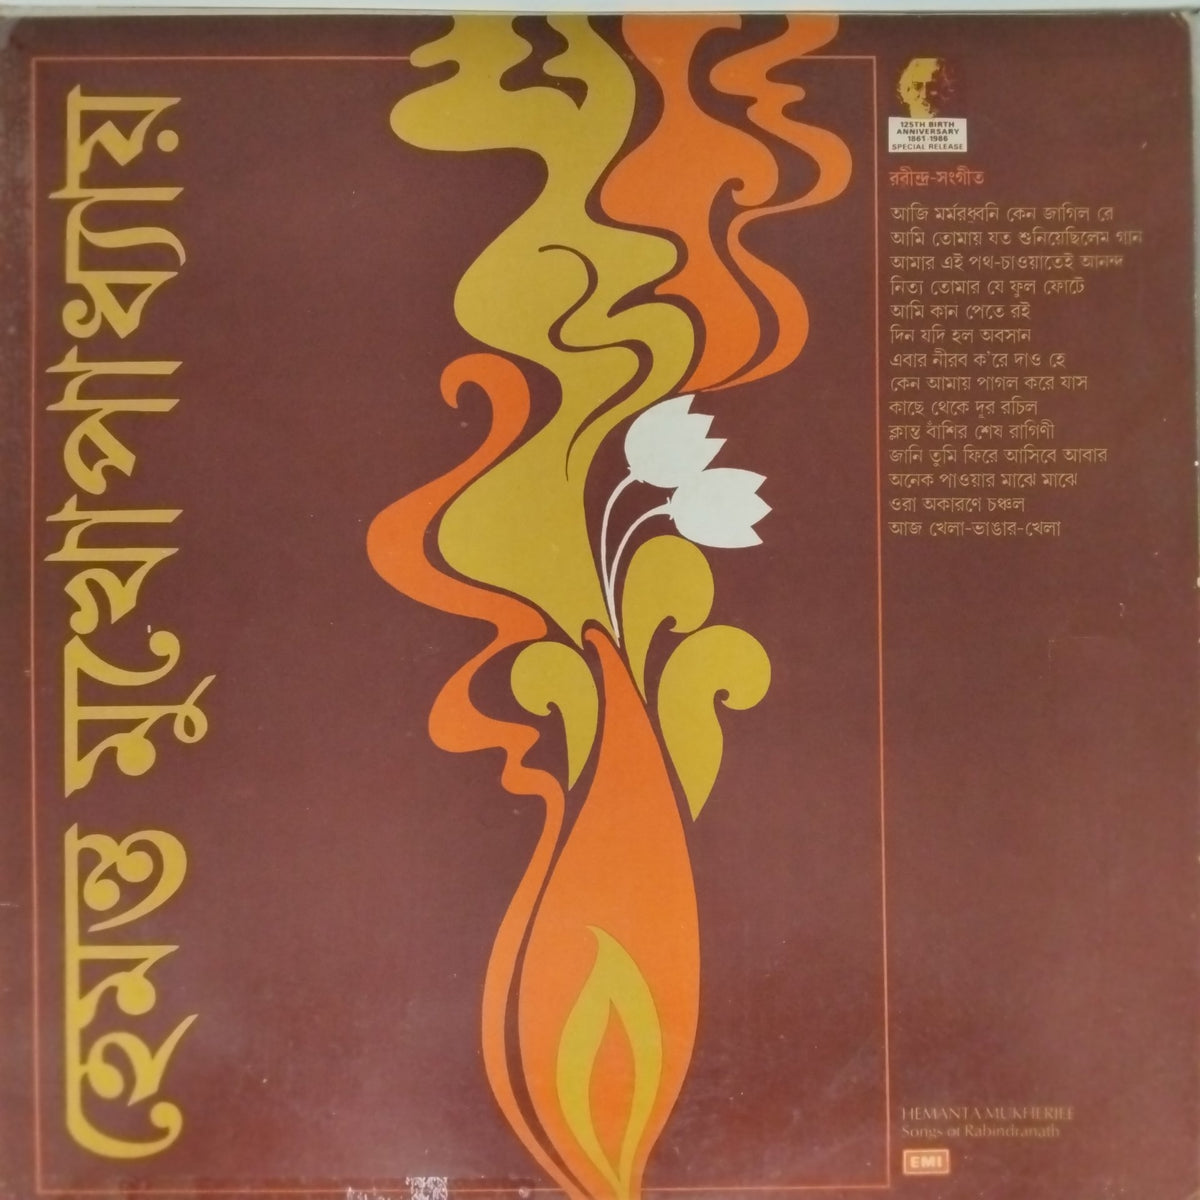 হেমন্ত মুখোপাধ্যায়
125TH BIRTH
ANNIVERSARY
1861-1986
SPECIAL RELEASE
রবীন্দ্র-সংগীত
আজি মর্মরধ্বনি কেন জাগিল রে
আমি তোমায় যত শুনিয়েছিলেম গান
আমার এই পথ-চাওয়াতেই আনন্দ
নিত্য তোমার যে ফুল ফোটে
আমি কান পেতে রই
দিন যদি হল অবসান
এবার নীরব ক'রে দাও হে
কেন আমায় পাগল করে যাস
কাছে থেকে দূর রচিল
ক্লান্ত বাঁশির শেষ রাগিণী
জানি তুমি ফিরে আসিবে আবার
অনেক পাওয়ার মাঝে মাঝে
ওরা অকারণে চঞ্চল
আজ খেলা-ভাঙার-খেলা
HEMANTA MUKHERJEE
Songs of Rabindranath
EMI